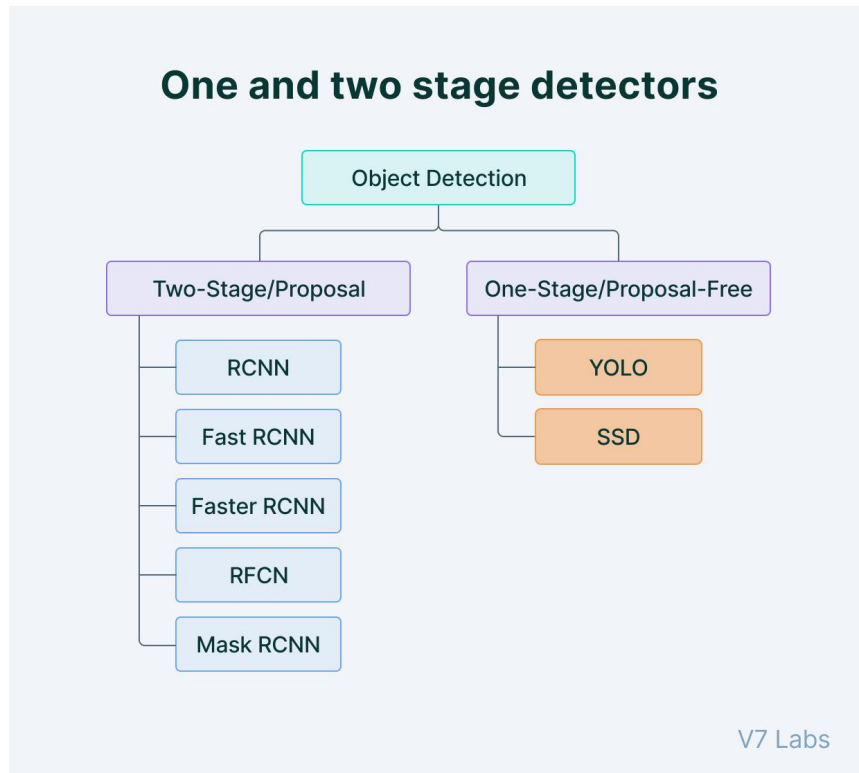 One and two stage detectors
Object Detection
Two-Stage/Proposal
RCNN
Fast RCNN
Faster RCNN
RFCN
Mask RCNN
One-Stage/Proposal-Free
YOLO
SSD
V7 Labs